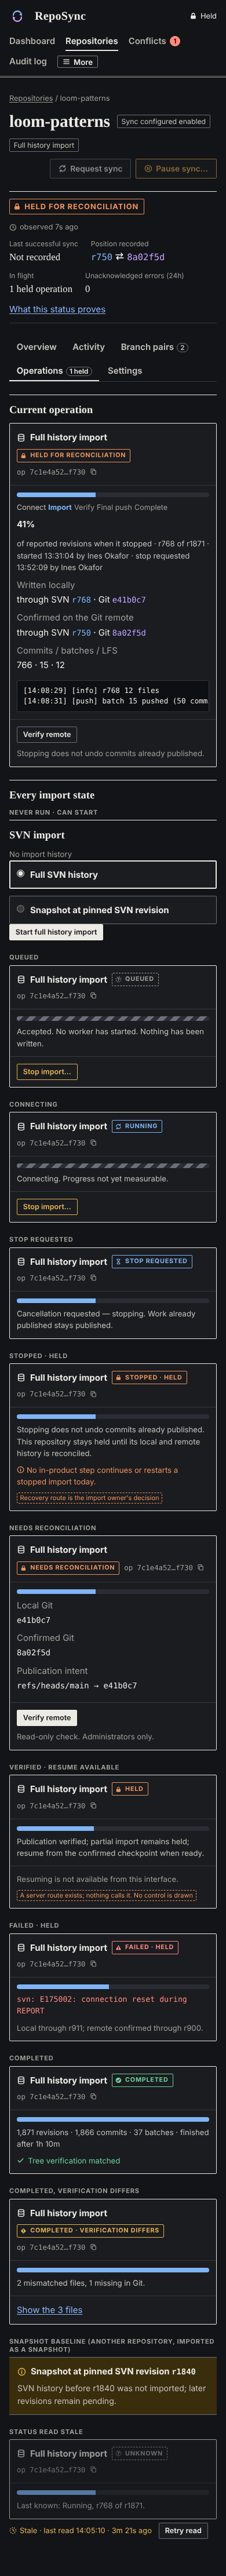 RepoSync
Held
Dashboard Repositories Conflicts 1
Audit log More
Repositories / loom-patterns
loom-patterns Sync configured enabled
Full history import
Request sync Pause sync...
HELD FOR RECONCILIATION
observed 7s ago
Last successful sync Position recorded
Not recorded r750 ⇄ 8a02f5d
In flight Unacknowledged errors (24h)
1 held operation 0
What this status proves
Overview Activity Branch pairs 2
Operations 1 held Settings
Current operation
Full history import
HELD FOR RECONCILIATION
op 7c1e4a52…f730
Connect Import Verify Final push Complete
41%
of reported revisions when it stopped · r768 of r1871 ·
started 13:31:04 by Ines Okafor · stop requested
13:52:09 by Ines Okafor
Written locally
through SVN r768 · Git e41b0c7
Confirmed on the Git remote
through SVN r750 · Git 8a02f5d
Commits / batches / LFS
766 · 15 · 12
[14:08:29] [info] r768 12 files
[14:08:31] [push] batch 15 pushed (50 comm
Verify remote
Stopping does not undo commits already published.
Every import state
NEVER RUN · CAN START
SVN import
No import history
Full SVN history
Snapshot at pinned SVN revision
Start full history import
QUEUED
Full history import QUEUED
op 7c1e4a52…f730
Accepted. No worker has started. Nothing has been
written.
Stop import…
CONNECTING
Full history import RUNNING
op 7c1e4a52…f730
Connecting. Progress not yet measurable.
Stop import…
STOP REQUESTED
Full history import STOP REQUESTED
op 7c1e4a52…f730
Cancellation requested — stopping. Work already
published stays published.
STOPPED · HELD
Full history import STOPPED · HELD
op 7c1e4a52…f730
Stopping does not undo commits already published.
This repository stays held until its local and remote
history is reconciled.
No in-product step continues or restarts a
stopped import today.
Recovery route is the import owner's decision
NEEDS RECONCILIATION
Full history import
NEEDS RECONCILIATION op 7c1e4a52…f730
Local Git
e41b0c7
Confirmed Git
8a02f5d
Publication intent
refs/heads/main → e41b0c7
Verify remote
Read-only check. Administrators only.
VERIFIED · RESUME AVAILABLE
Full history import HELD
op 7c1e4a52…f730
Publication verified; partial import remains held;
resume from the confirmed checkpoint when ready.
Resuming is not available from this interface.
A server route exists; nothing calls it. No control is drawn
FAILED · HELD
Full history import FAILED · HELD
op 7c1e4a52…f730
svn: E175002: connection reset during
REPORT
Local through r911; remote confirmed through r900.
COMPLETED
Full history import COMPLETED
op 7c1e4a52…f730
1,871 revisions · 1,866 commits · 37 batches · finished
after 1h 10m
Tree verification matched
COMPLETED, VERIFICATION DIFFERS
Full history import
COMPLETED · VERIFICATION DIFFERS
op 7c1e4a52…f730
2 mismatched files, 1 missing in Git.
Show the 3 files
SNAPSHOT BASELINE (ANOTHER REPOSITORY, IMPORTED
AS A SNAPSHOT)
Snapshot at pinned SVN revision r1840
SVN history before r1840 was not imported; later
revisions remain pending.
STATUS READ STALE
Full history import UNKNOWN
op 7c1e4a52…f730
Last known: Running, r768 of r1871.
Stale · last read 14:05:10 · 3m 21s ago Retry read